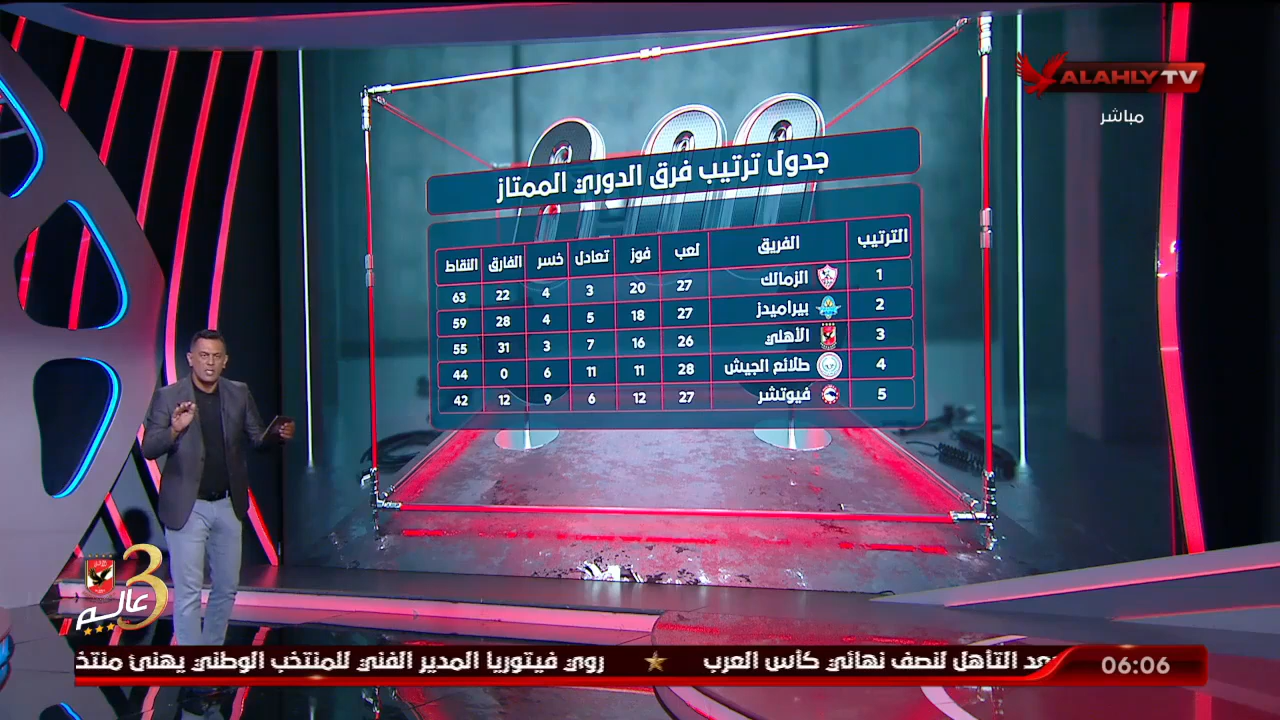 ALAHLY TV
مباشر
جدول ترتيب فرق الدوري الممتاز
الترتيب الفريق لعب فوز تعادل خسر الفارق النقاط
1 الزمالك 27 20 3 4 22 63
2 بيراميدز 27 18 5 4 28 59
3 الأهلي 26 16 7 3 31 55
4 طلائع الجيش 28 11 11 6 0 44
5 فيوتشر 27 12 6 9 12 42
3 عالم
بعد التأهل لنصف نهائي كأس العرب روي فيتوريا المدير الفني للمنتخب الوطني يهنئ منتخ
06:06